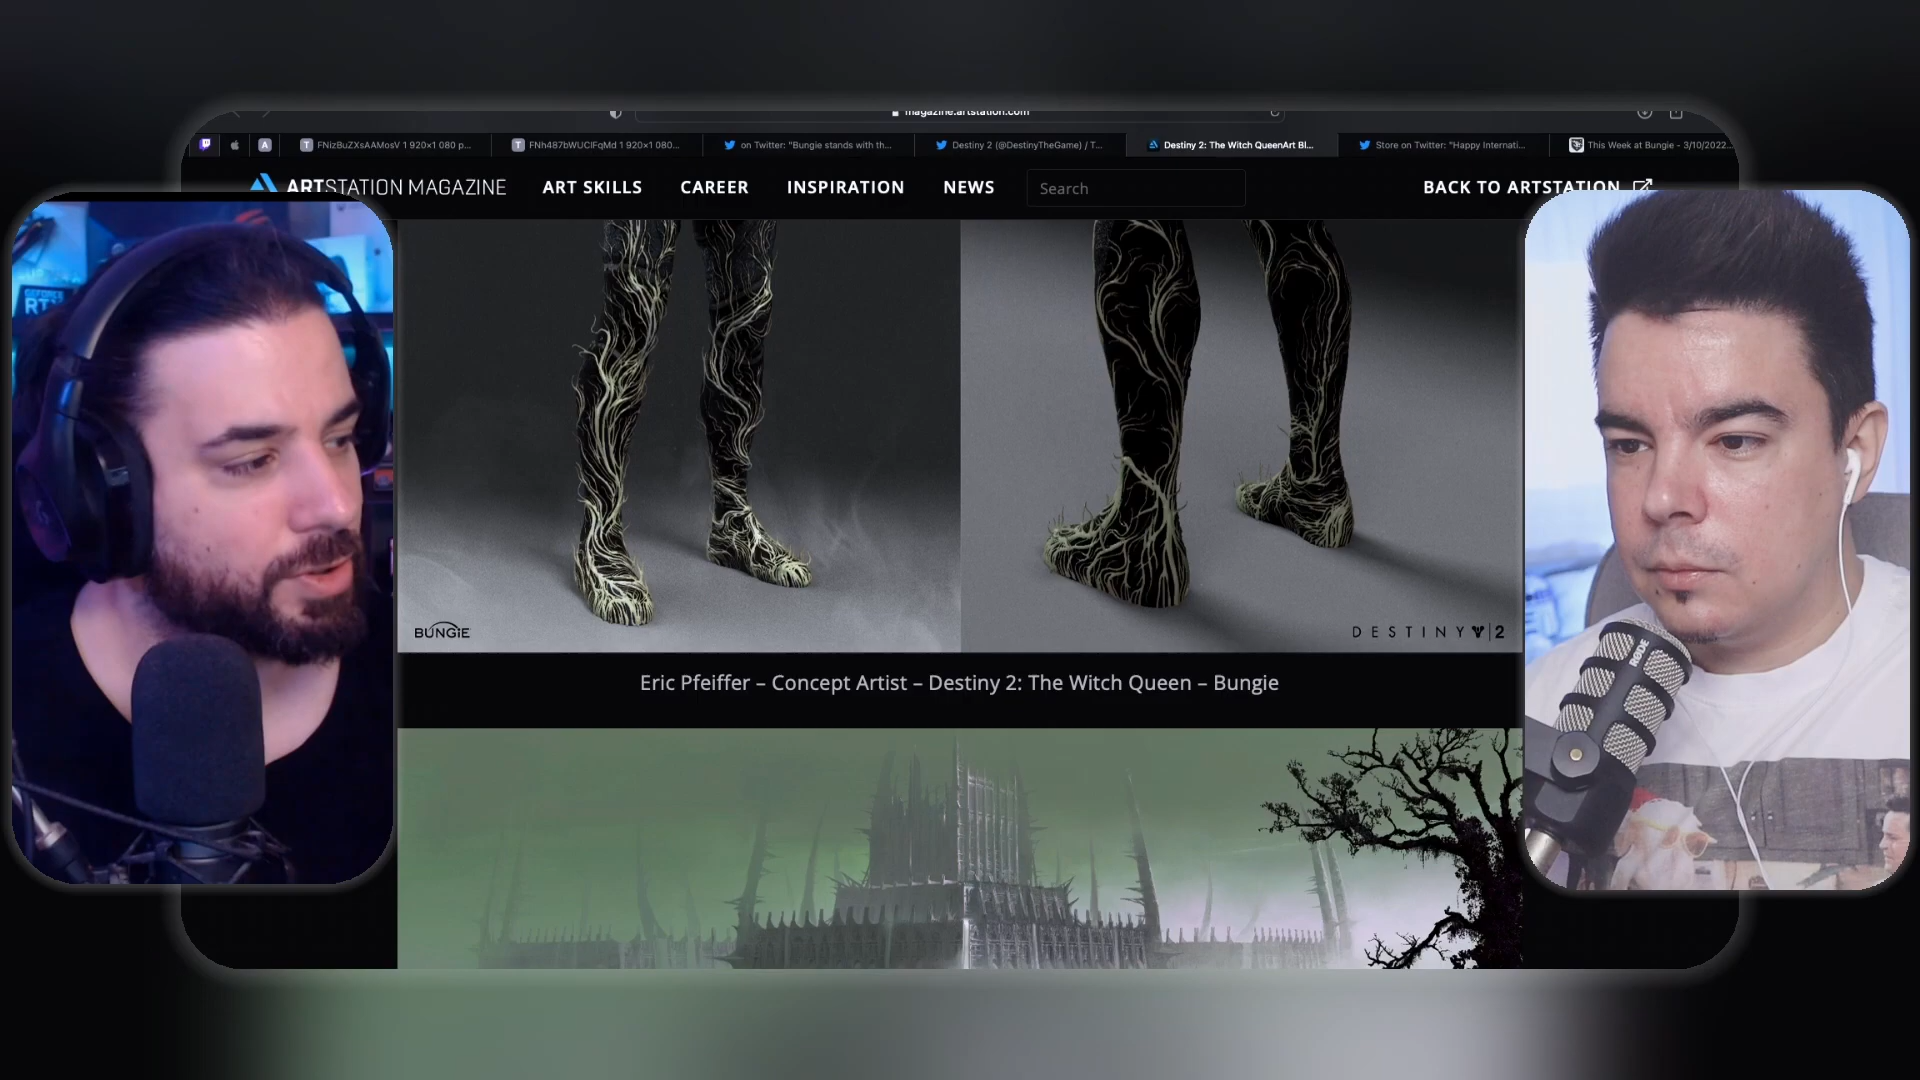 magazine.artstation.com
FNizBuZXsAAMosV 1 920×1 080 p...
FNh487bWUCIFqMd 1 920×1 080...
on Twitter: "Bungie stands with th...
Destiny 2 (@DestinyTheGame) / T...
Destiny 2: The Witch QueenArt Bl...
Store on Twitter: "Happy Internati...
This Week at Bungie - 3/10/2022...
ARTSTATION MAGAZINE
ART SKILLS
CAREER
INSPIRATION
NEWS
Search
BACK TO ARTSTATION
GEFORCE
RTX
BUNGIE
DESTINY 2
RØDE
Eric Pfeiffer – Concept Artist – Destiny 2: The Witch Queen – Bungie